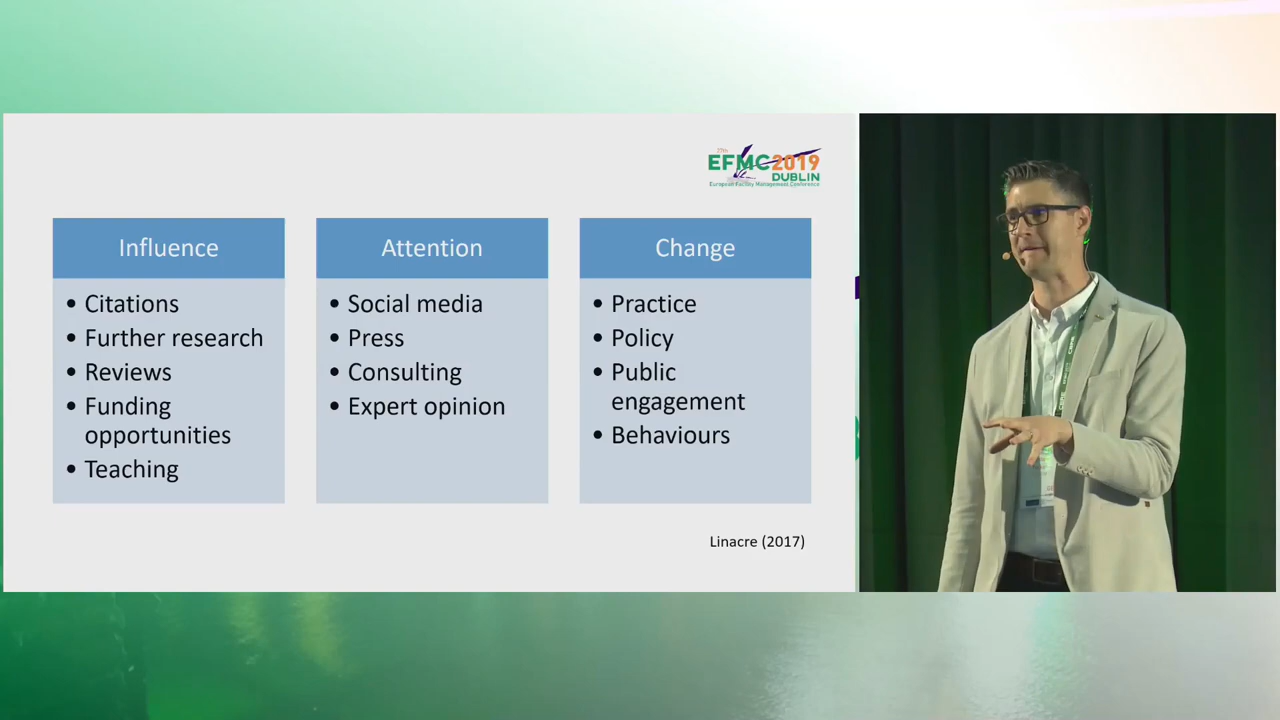 27th
EFMC2019
DUBLIN
European Facility Management Conference
Influence
• Citations
• Further research
• Reviews
• Funding
opportunities
• Teaching
Attention
• Social media
• Press
• Consulting
• Expert opinion
Change
• Practice
• Policy
• Public
engagement
• Behaviours
Linacre (2017)